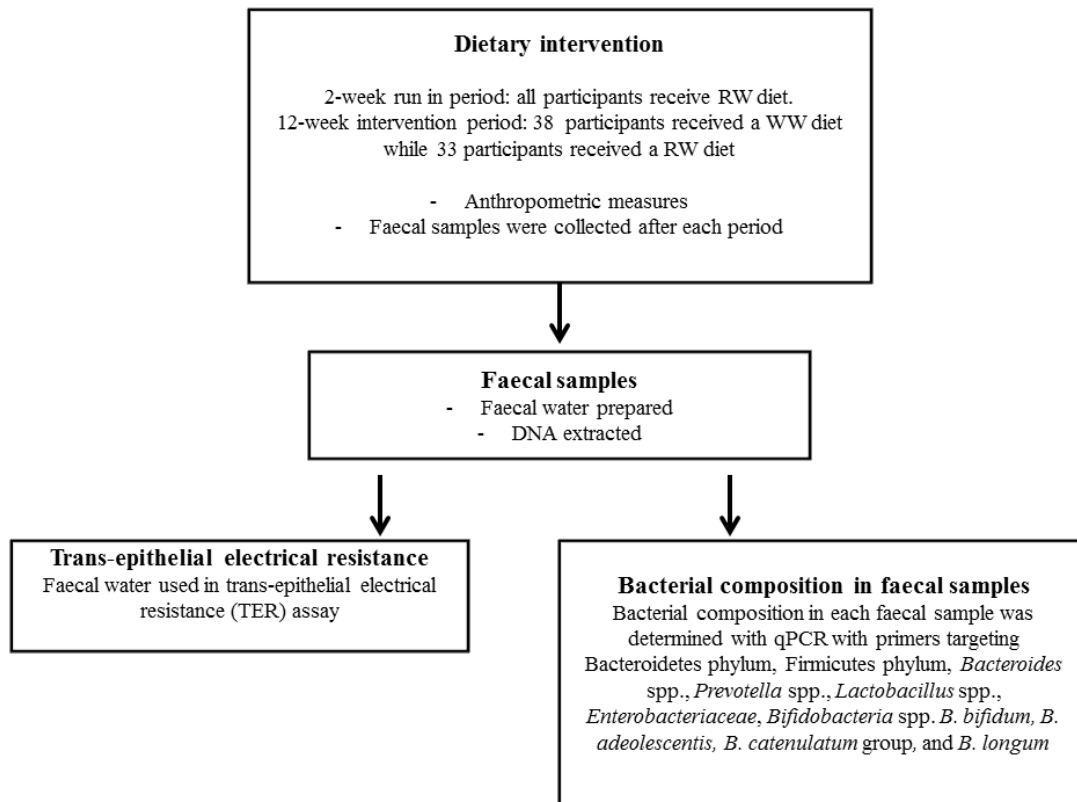 Dietary intervention
2-week run in period: all participants receive RW diet.
12-week intervention period: 38 participants received a WW diet
while 33 participants received a RW diet
- Anthropometric measures
- Faecal samples were collected after each period
Faecal samples
- Faecal water prepared
- DNA extracted
Trans-epithelial electrical resistance
Faecal water used in trans-epithelial electrical
resistance (TER) assay
Bacterial composition in faecal samples
Bacterial composition in each faecal sample was
determined with qPCR with primers targeting
Bacteroidetes phylum, Firmicutes phylum, Bacteroides
spp., Prevotella spp., Lactobacillus spp.,
Enterobacteriaceae, Bifidobacteria spp. B. bifidum, B.
adeolescentis, B. catenulatum group, and B. longum